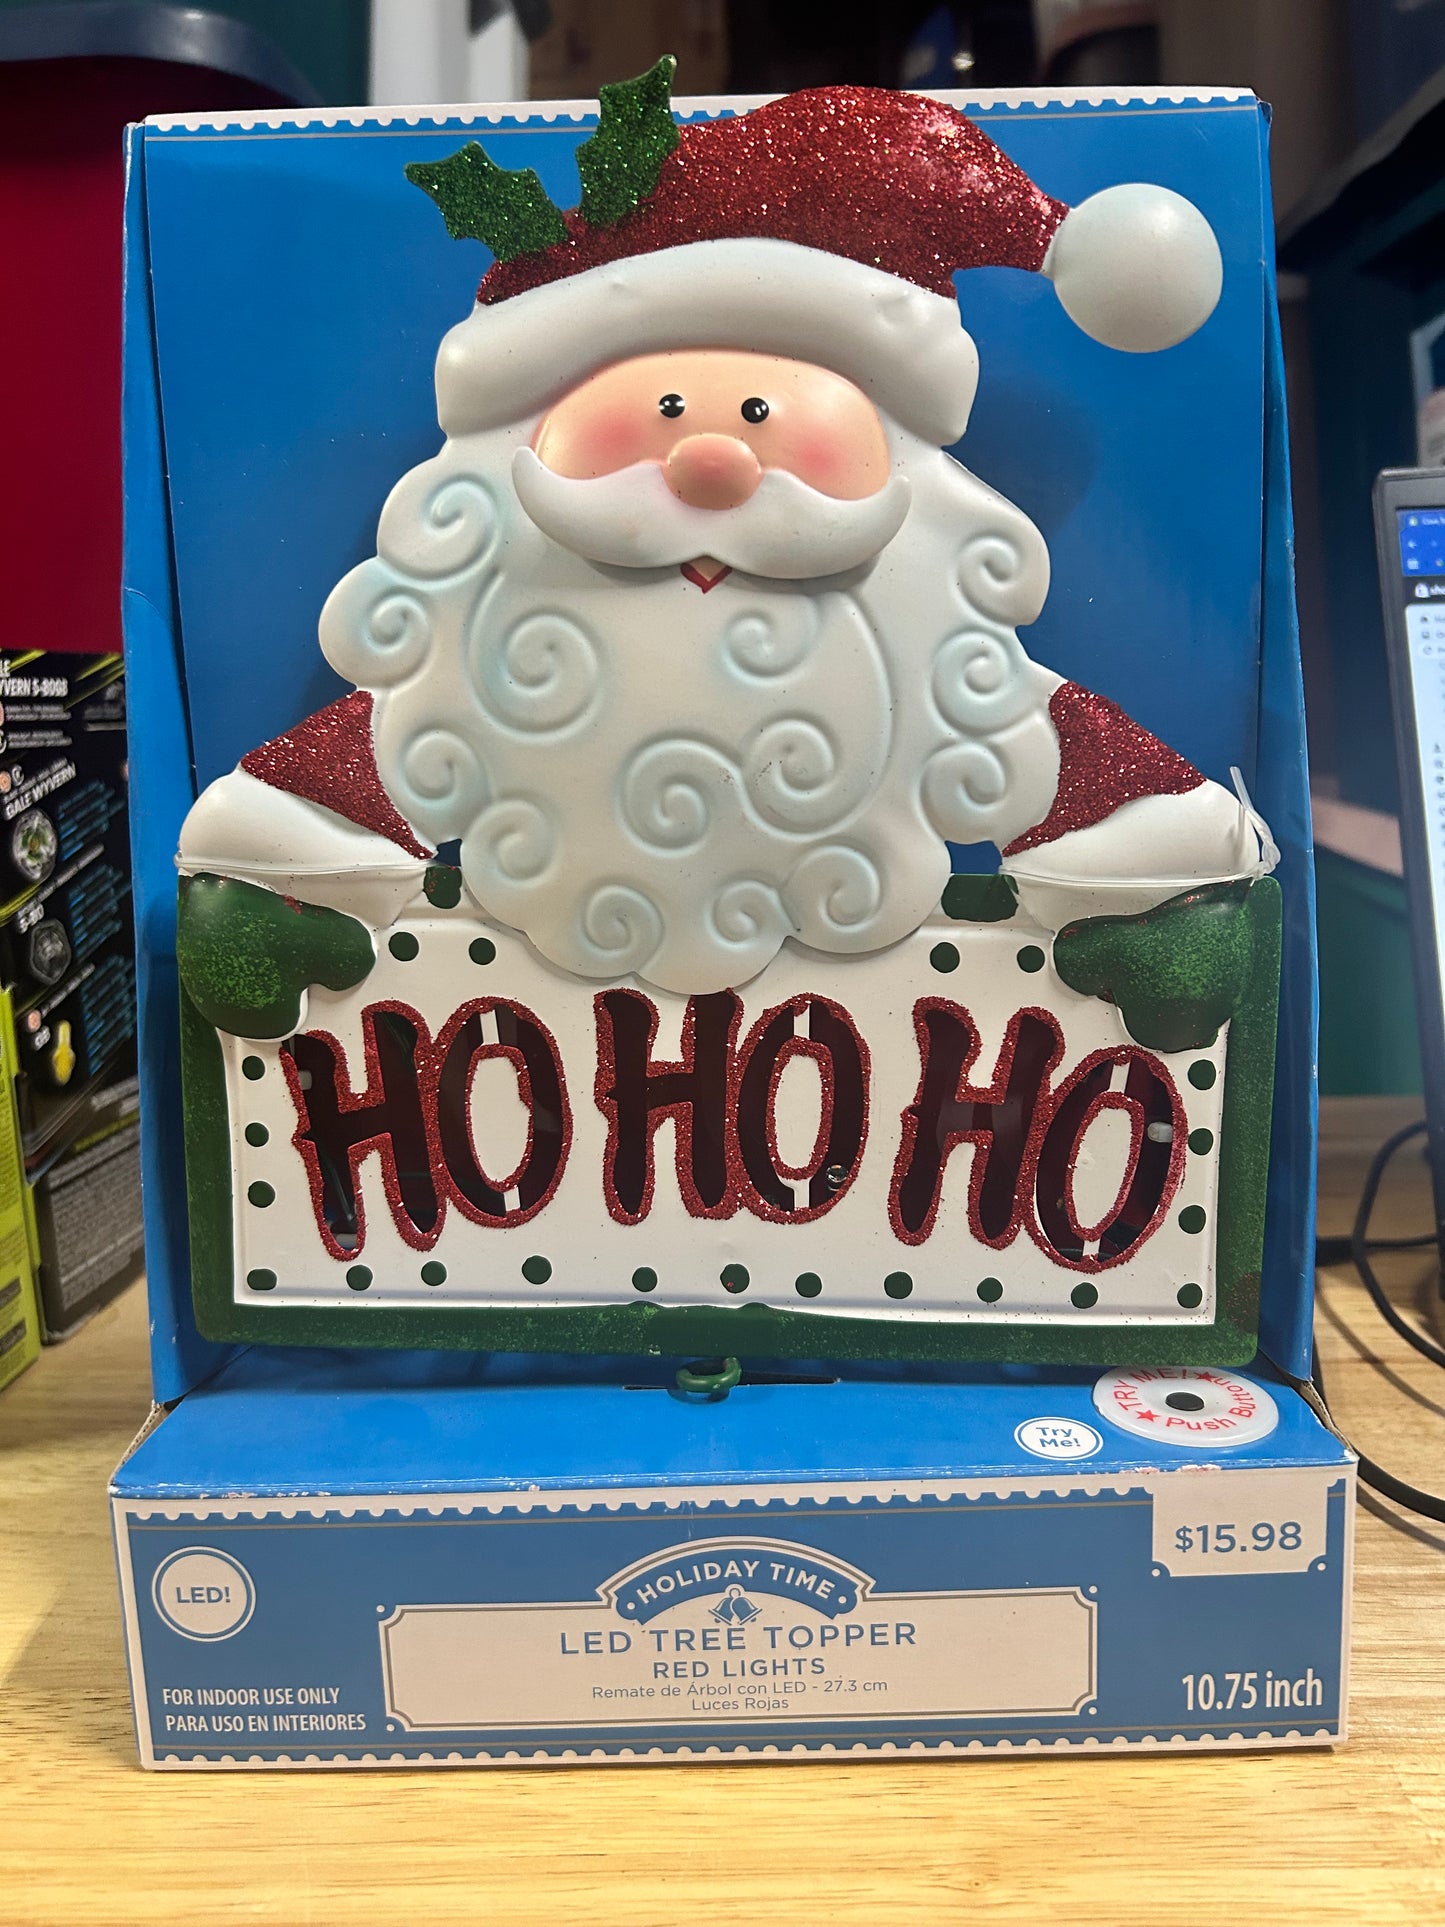 HO HO HO
TRY ME!
Push Button
Try
Me!
$15.98
LED!
HOLIDAY TIME
LED TREE TOPPER
RED LIGHTS
Remate de Árbol con LED - 27.3 cm
Luces Rojas
FOR INDOOR USE ONLY
PARA USO EN INTERIORES
10.75 inch
GALE WYVERN